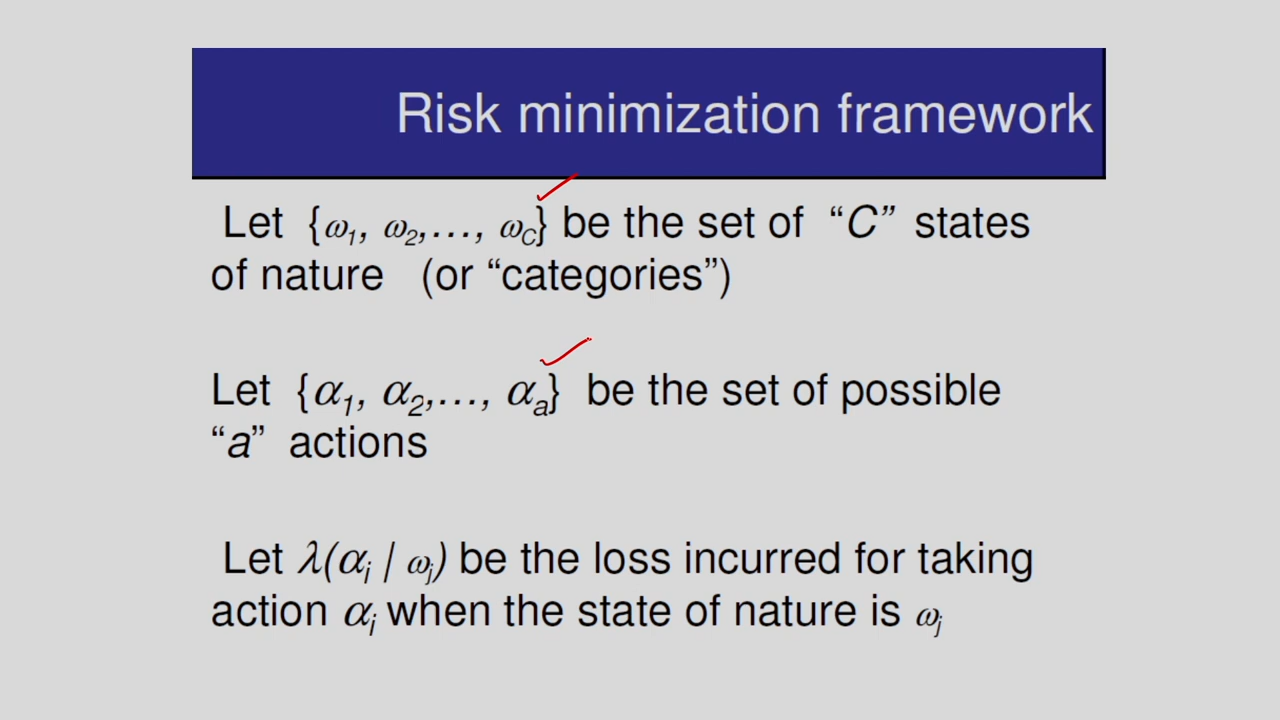 Risk minimization framework
Let {ω1, ω2,…, ωC} be the set of “C” states
of nature (or “categories”)
Let {α1, α2,…, αa} be the set of possible
“a” actions
Let λ(αi | ωj) be the loss incurred for taking
action αi when the state of nature is ωj